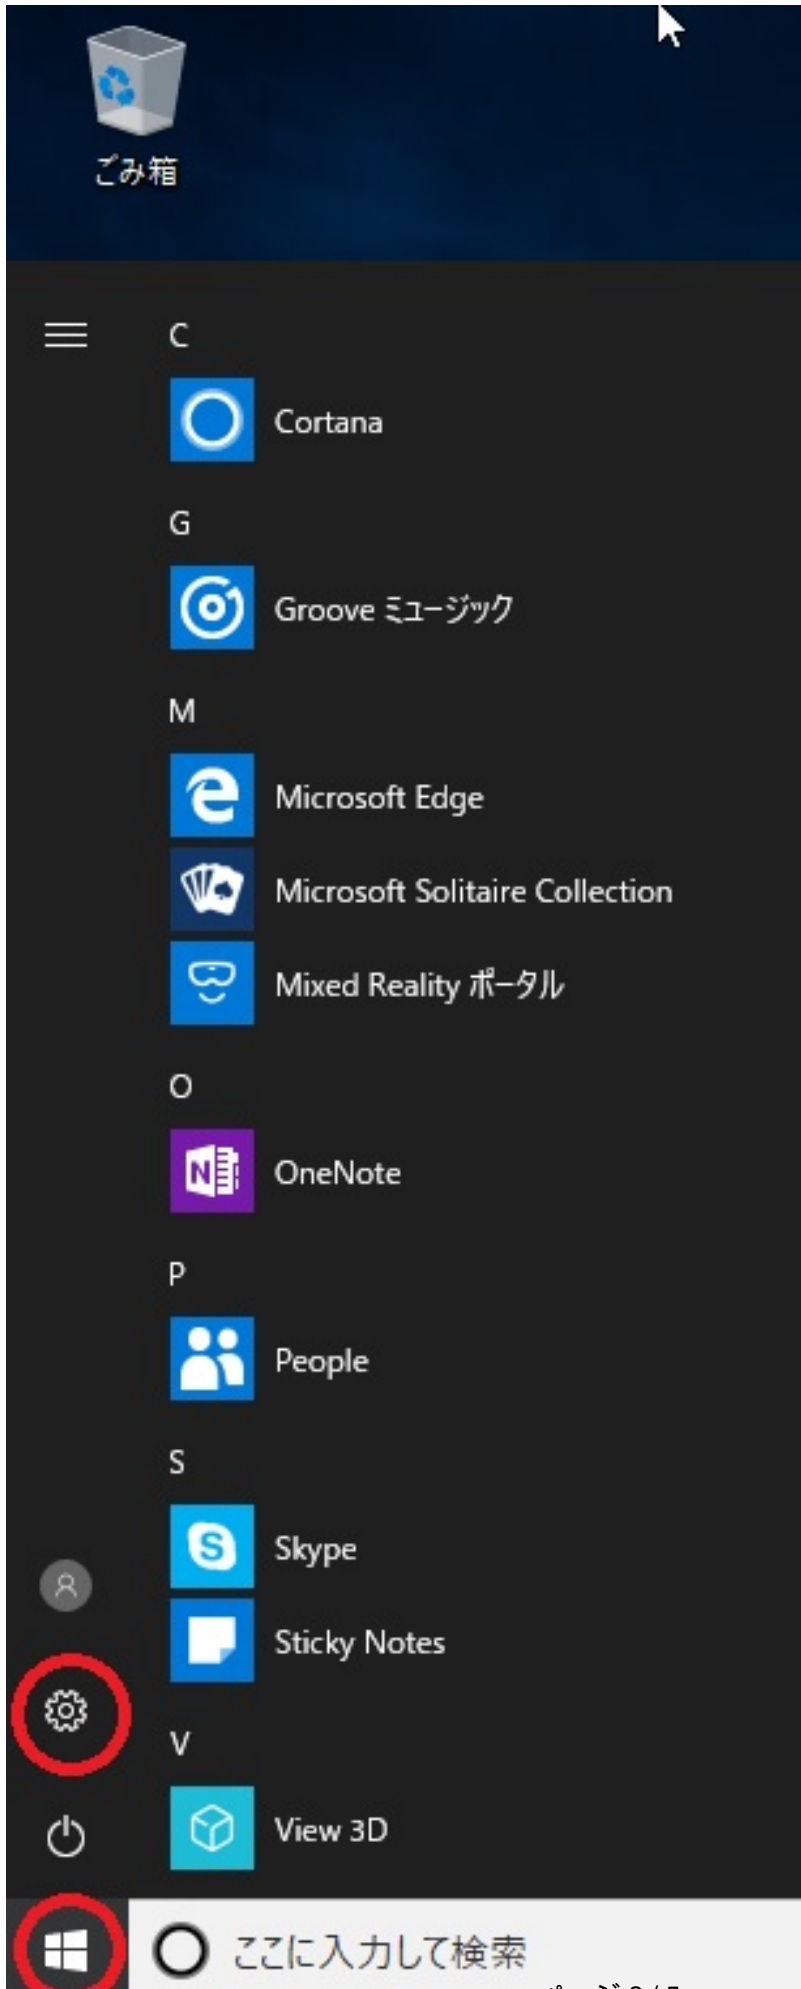 ごみ箱
C
Cortana
G
Groove ミュージック
M
Microsoft Edge
Microsoft Solitaire Collection
Mixed Reality ポータル
O
OneNote
P
People
S
Skype
Sticky Notes
V
View 3D
ここに入力して検索